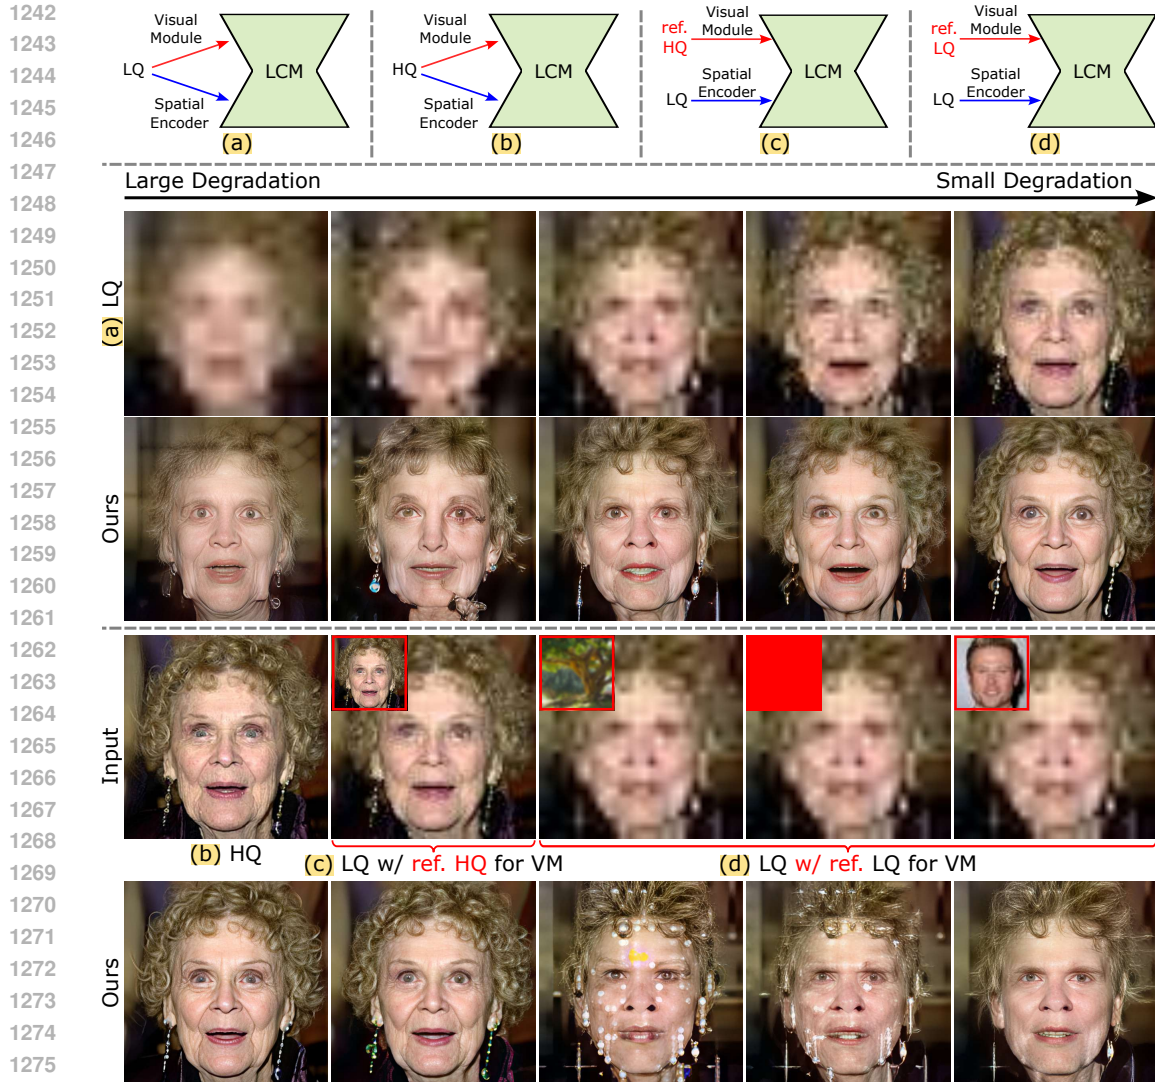 1242
1243
1244
1245
1246
1247
1248
1249
1250
1251
1252
1253
1254
1255
1256
1257
1258
1259
1260
1261
1262
1263
1264
1265
1266
1267
1268
1269
1270
1271
1272
1273
1274
1275
Visual
Module
LQ
LCM
Spatial
Encoder
(a)
Visual
Module
HQ
LCM
Spatial
Encoder
(b)
ref.
HQ
Visual
Module
LCM
LQ
Spatial
Encoder
(c)
ref.
LQ
Visual
Module
LCM
LQ
Spatial
Encoder
(d)
Large Degradation
Small Degradation
(a) LQ
Ours
Input
(b) HQ
(c) LQ w/ ref. HQ for VM
(d) LQ w/ ref. LQ for VM
Ours